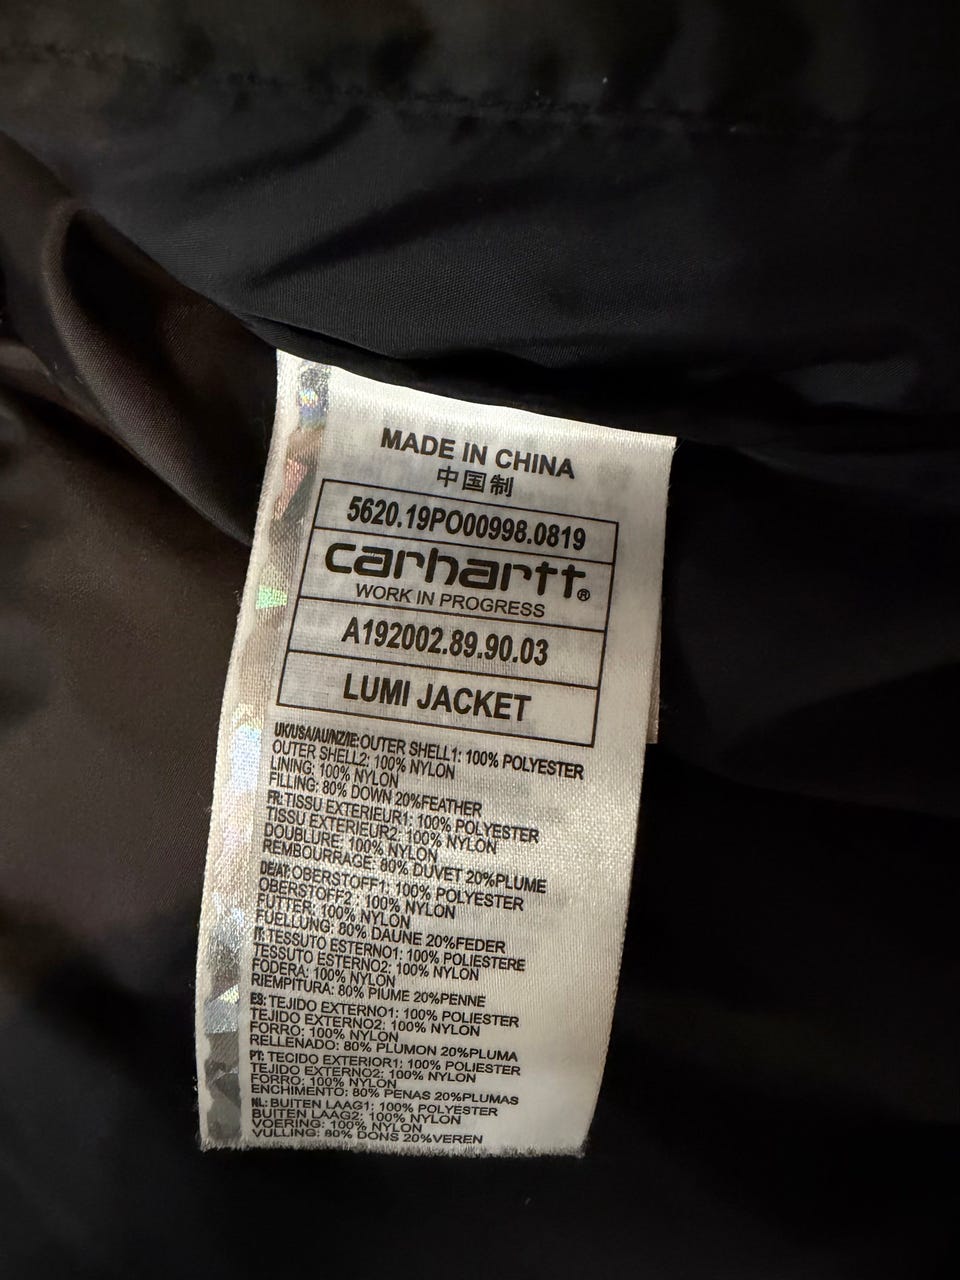 MADE IN CHINA
中国制
5620.19PO00998.0819
carhartt®
WORK IN PROGRESS
A192002.89.90.03
LUMI JACKET
UK/USA/AU/NZ/IE:OUTER SHELL1: 100% POLYESTER
OUTER SHELL2: 100% NYLON
LINING: 100% NYLON
FILLING: 80% DOWN 20%FEATHER
FR:TISSU EXTERIEUR1: 100% POLYESTER
TISSU EXTERIEUR2: 100% NYLON
DOUBLURE: 100% NYLON
REMBOURRAGE: 80% DUVET 20%PLUME
DE/AT:OBERSTOFF1: 100% POLYESTER
OBERSTOFF2 : 100% NYLON
FUTTER: 100% NYLON
FUELLUNG: 80% DAUNE 20%FEDER
IT:TESSUTO ESTERNO1: 100% POLIESTERE
TESSUTO ESTERNO2: 100% NYLON
FODERA: 100% NYLON
RIEMPITURA: 80% PIUME 20%PENNE
ES:TEJIDO EXTERNO1: 100% POLIESTER
TEJIDO EXTERNO2: 100% NYLON
FORRO: 100% NYLON
RELLENADO: 80% PLUMON 20%PLUMA
PT: TECIDO EXTERIOR1: 100% POLIESTER
TEJIDO EXTERNO2: 100% NYLON
FORRO: 100% NYLON
ENCHIMENTO: 80% PENAS 20%PLUMAS
NL:BUITEN LAAG1: 100% POLYESTER
BUITEN LAAG2: 100% NYLON
VOERING: 100% NYLON
VULLING: 80% DONS 20%VEREN